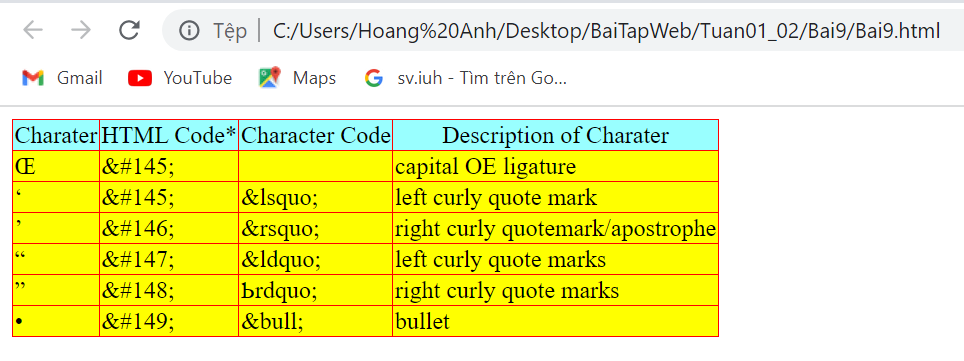 Tệp | C:/Users/Hoang%20Anh/Desktop/BaiTapWeb/Tuan01_02/Bai9/Bai9.html
Gmail YouTube Maps sv.iuh - Tìm trên Go...
Charater HTML Code* Character Code Description of Charater
Œ &#145; capital OE ligature
‘ &#145; &lsquo; left curly quote mark
’ &#146; &rsquo; right curly quotemark/apostrophe
“ &#147; &ldquo; left curly quote marks
” &#148; Ьrdquo; right curly quote marks
• &#149; &bull; bullet